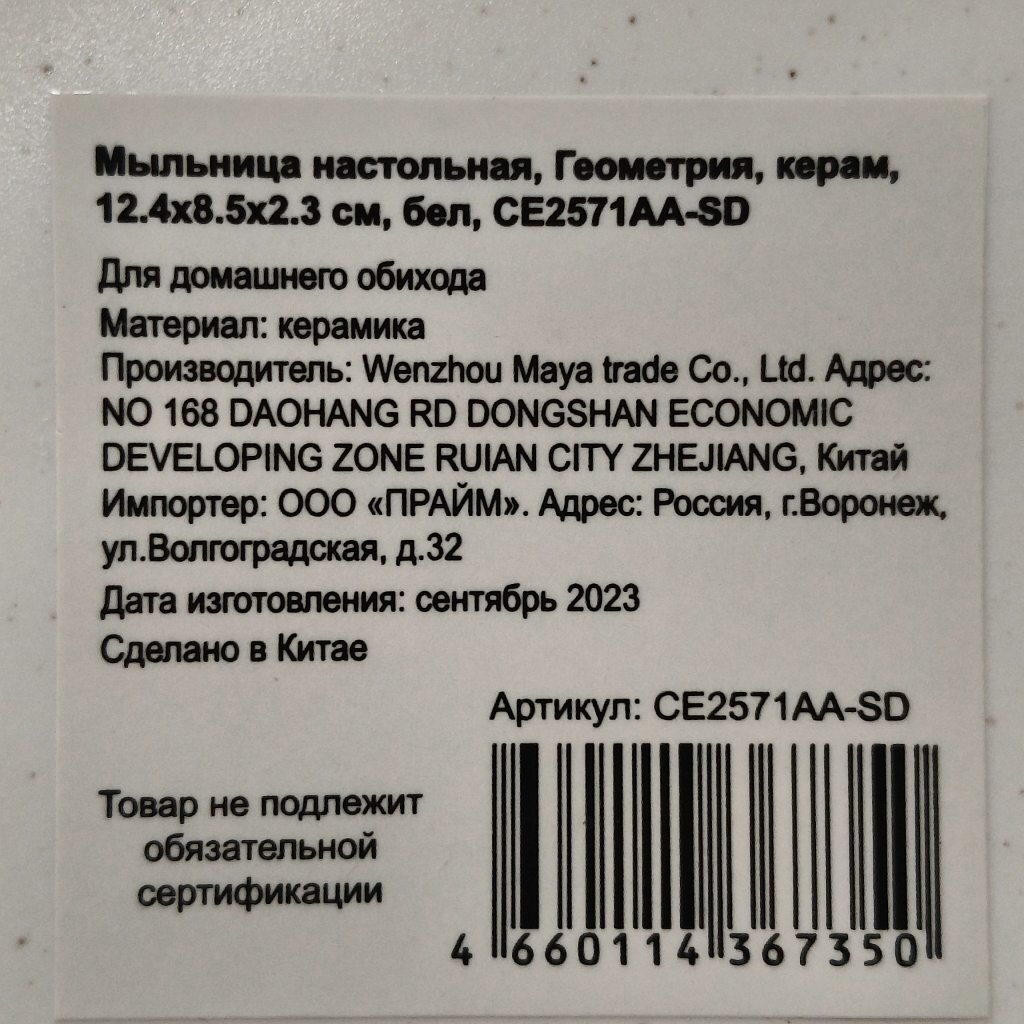 Мыльница настольная, Геометрия, керам,
12.4x8.5x2.3 см, бел, CE2571AA-SD
Для домашнего обихода
Материал: керамика
Производитель: Wenzhou Maya trade Co., Ltd. Адрес:
NO 168 DAOHANG RD DONGSHAN ECONOMIC
DEVELOPING ZONE RUIAN CITY ZHEJIANG, Китай
Импортер: ООО «ПРАЙМ». Адрес: Россия, г.Воронеж,
ул.Волгоградская, д.32
Дата изготовления: сентябрь 2023
Сделано в Китае
Артикул: CE2571AA-SD
Товар не подлежит
обязательной
сертификации
4 660114 367350